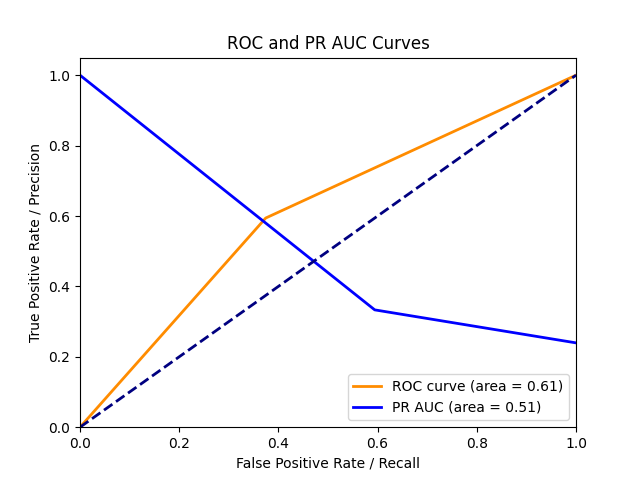 ROC and PR AUC Curves
True Positive Rate / Precision
1.0
0.8
0.6
0.4
0.2
0.0
ROC curve (area = 0.61)
PR AUC (area = 0.51)
0.0 0.2 0.4 0.6 0.8 1.0
False Positive Rate / Recall